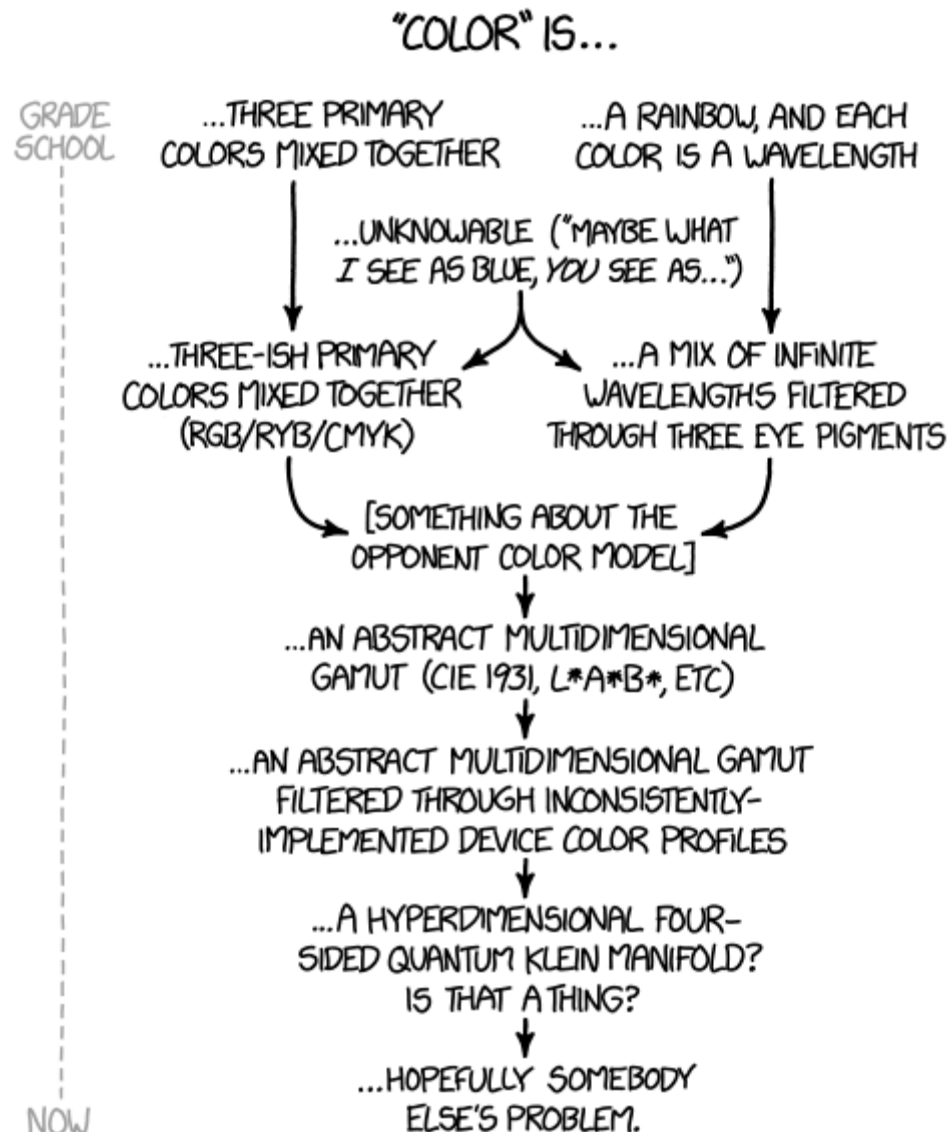 "COLOR" IS...
GRADE
SCHOOL
...THREE PRIMARY
COLORS MIXED TOGETHER
...A RAINBOW, AND EACH
COLOR IS A WAVELENGTH
...UNKNOWABLE ("MAYBE WHAT
I SEE AS BLUE, YOU SEE AS...")
...THREE-ISH PRIMARY
COLORS MIXED TOGETHER
(RGB/RYB/CMYK)
...A MIX OF INFINITE
WAVELENGTHS FILTERED
THROUGH THREE EYE PIGMENTS
[SOMETHING ABOUT THE
OPPONENT COLOR MODEL]
...AN ABSTRACT MULTIDIMENSIONAL
GAMUT (CIE 1931, L*A*B*, ETC)
...AN ABSTRACT MULTIDIMENSIONAL GAMUT
FILTERED THROUGH INCONSISTENTLY-
IMPLEMENTED DEVICE COLOR PROFILES
...A HYPERDIMENSIONAL FOUR-
SIDED QUANTUM KLEIN MANIFOLD?
IS THAT A THING?
...HOPEFULLY SOMEBODY
ELSE'S PROBLEM.
NOW